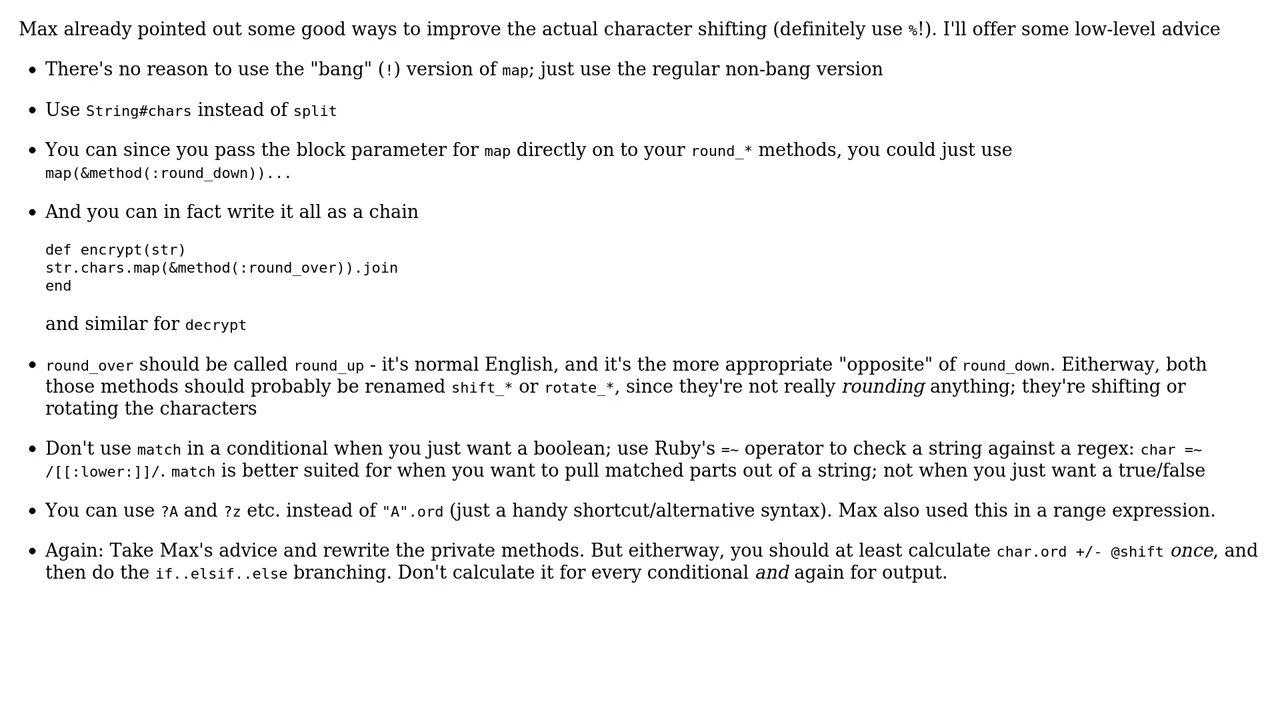 Max already pointed out some good ways to improve the actual character shifting (definitely use %!). I'll offer some low-level advice
• There's no reason to use the "bang" (!) version of map; just use the regular non-bang version
• Use String#chars instead of split
• You can since you pass the block parameter for map directly on to your round_* methods, you could just use
map(&method(:round_down))...
• And you can in fact write it all as a chain
def encrypt(str)
str.chars.map(&method(:round_over)).join
end
and similar for decrypt
• round_over should be called round_up - it's normal English, and it's the more appropriate "opposite" of round_down. Eitherway, both
those methods should probably be renamed shift_* or rotate_*, since they're not really rounding anything; they're shifting or
rotating the characters
• Don't use match in a conditional when you just want a boolean; use Ruby's =~ operator to check a string against a regex: char =~
/[[:lower:]]/. match is better suited for when you want to pull matched parts out of a string; not when you just want a true/false
• You can use ?A and ?z etc. instead of "A".ord (just a handy shortcut/alternative syntax). Max also used this in a range expression.
• Again: Take Max's advice and rewrite the private methods. But eitherway, you should at least calculate char.ord +/- @shift once, and
then do the if..elsif..else branching. Don't calculate it for every conditional and again for output.